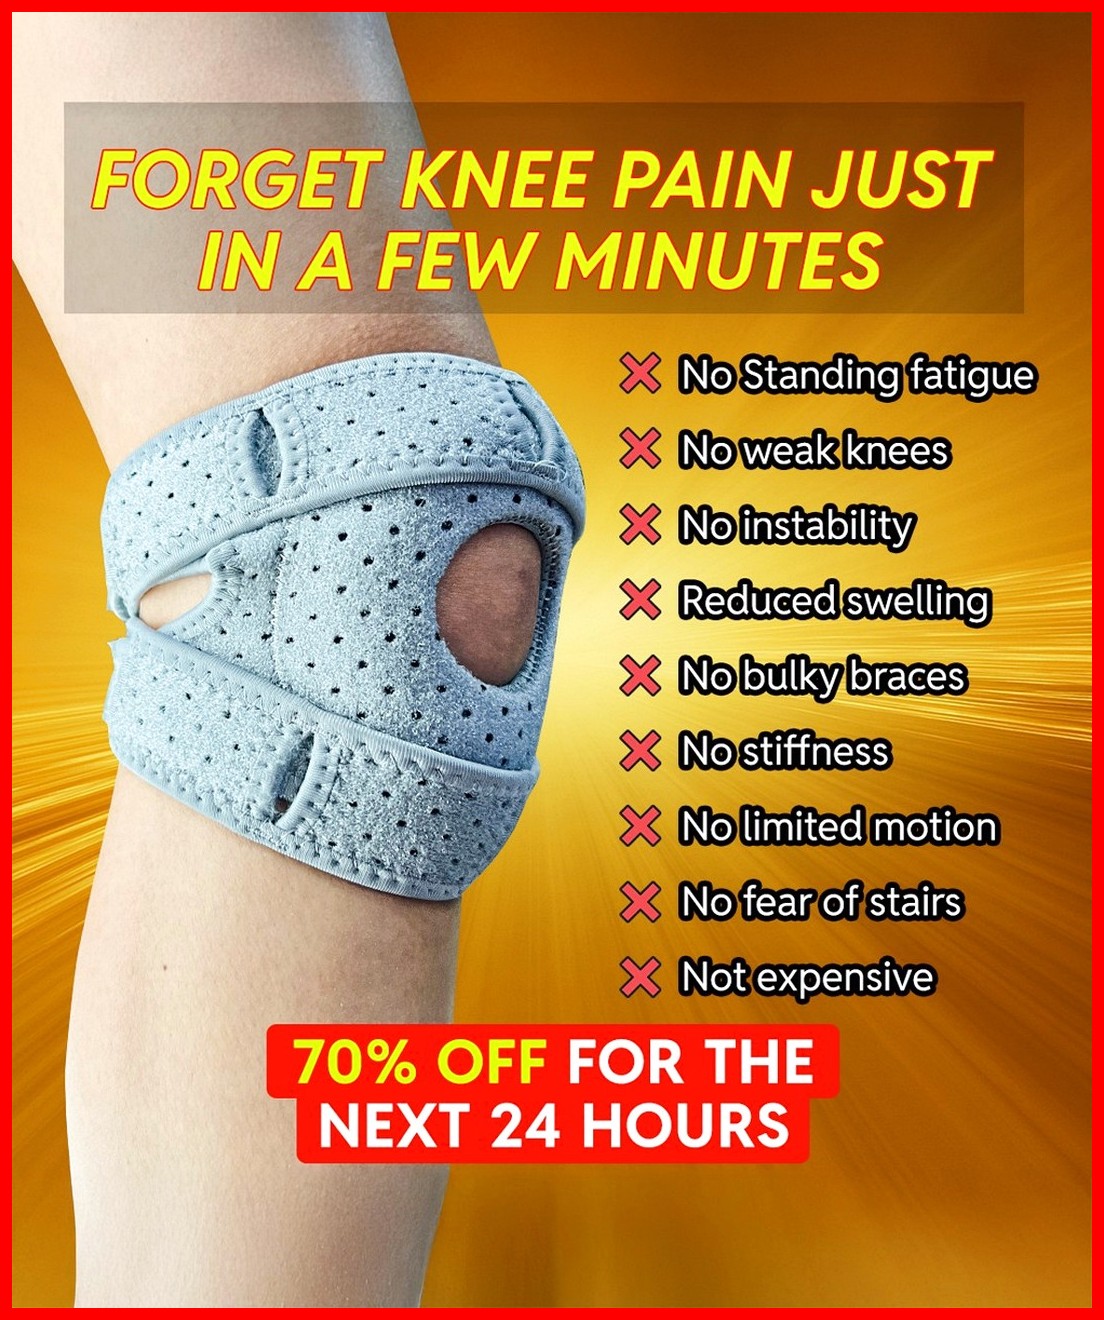 FORGET KNEE PAIN JUST
IN A FEW MINUTES
No Standing fatigue
No weak knees
No instability
Reduced swelling
No bulky braces
No stiffness
No limited motion
No fear of stairs
Not expensive
70% OFF FOR THE
NEXT 24 HOURS